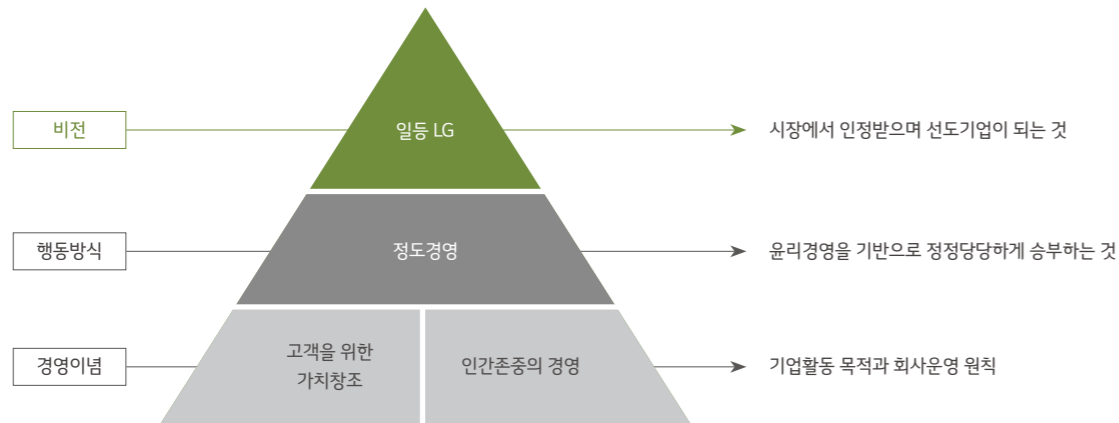 비전
일등 LG
시장에서 인정받으며 선도기업이 되는 것
행동방식
정도경영
윤리경영을 기반으로 정정당당하게 승부하는 것
경영이념
고객을 위한
가치창조
인간존중의 경영
기업활동 목적과 회사운영 원칙